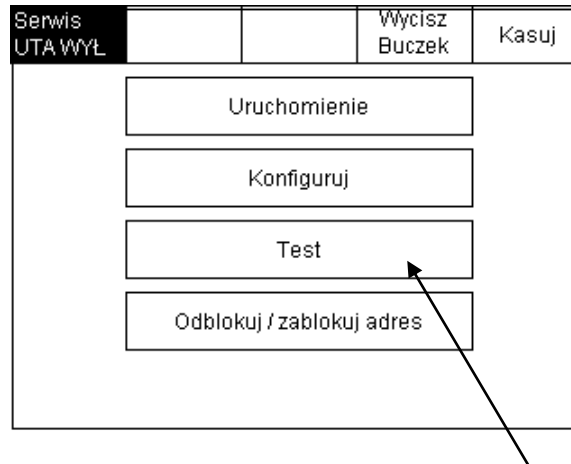 Serwis
UTA WYŁ
Wycisz
Buczek
Kasuj
Uruchomienie
Konfiguruj
Test
Odblokuj / zablokuj adres